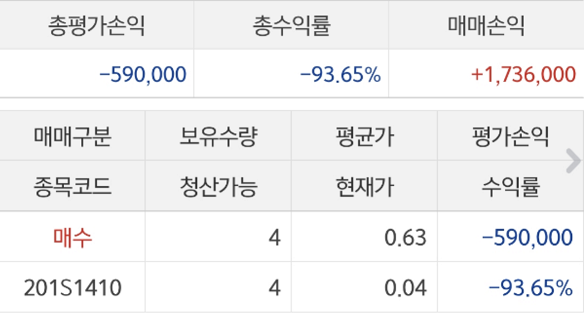 총평가손익 총수익률 매매손익
-590,000 -93.65% +1,736,000
매매구분 보유수량 평균가 평가손익
종목코드 청산가능 현재가 수익률
매수 4 0.63 -590,000
201S1410 4 0.04 -93.65%